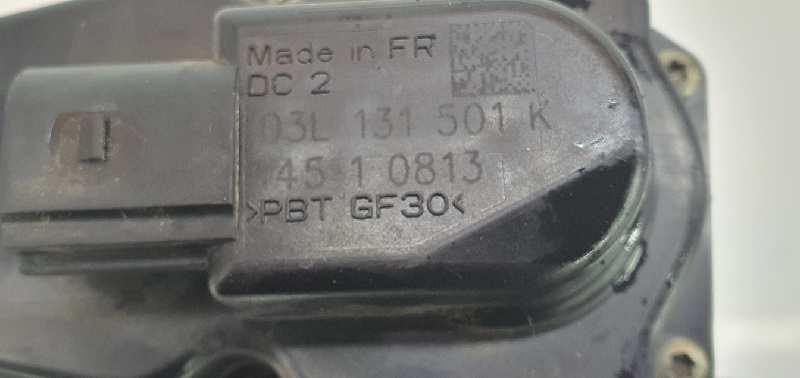 Made in FR
DC 2
03L 131 501 K
45 1 0813
>PBT GF30<